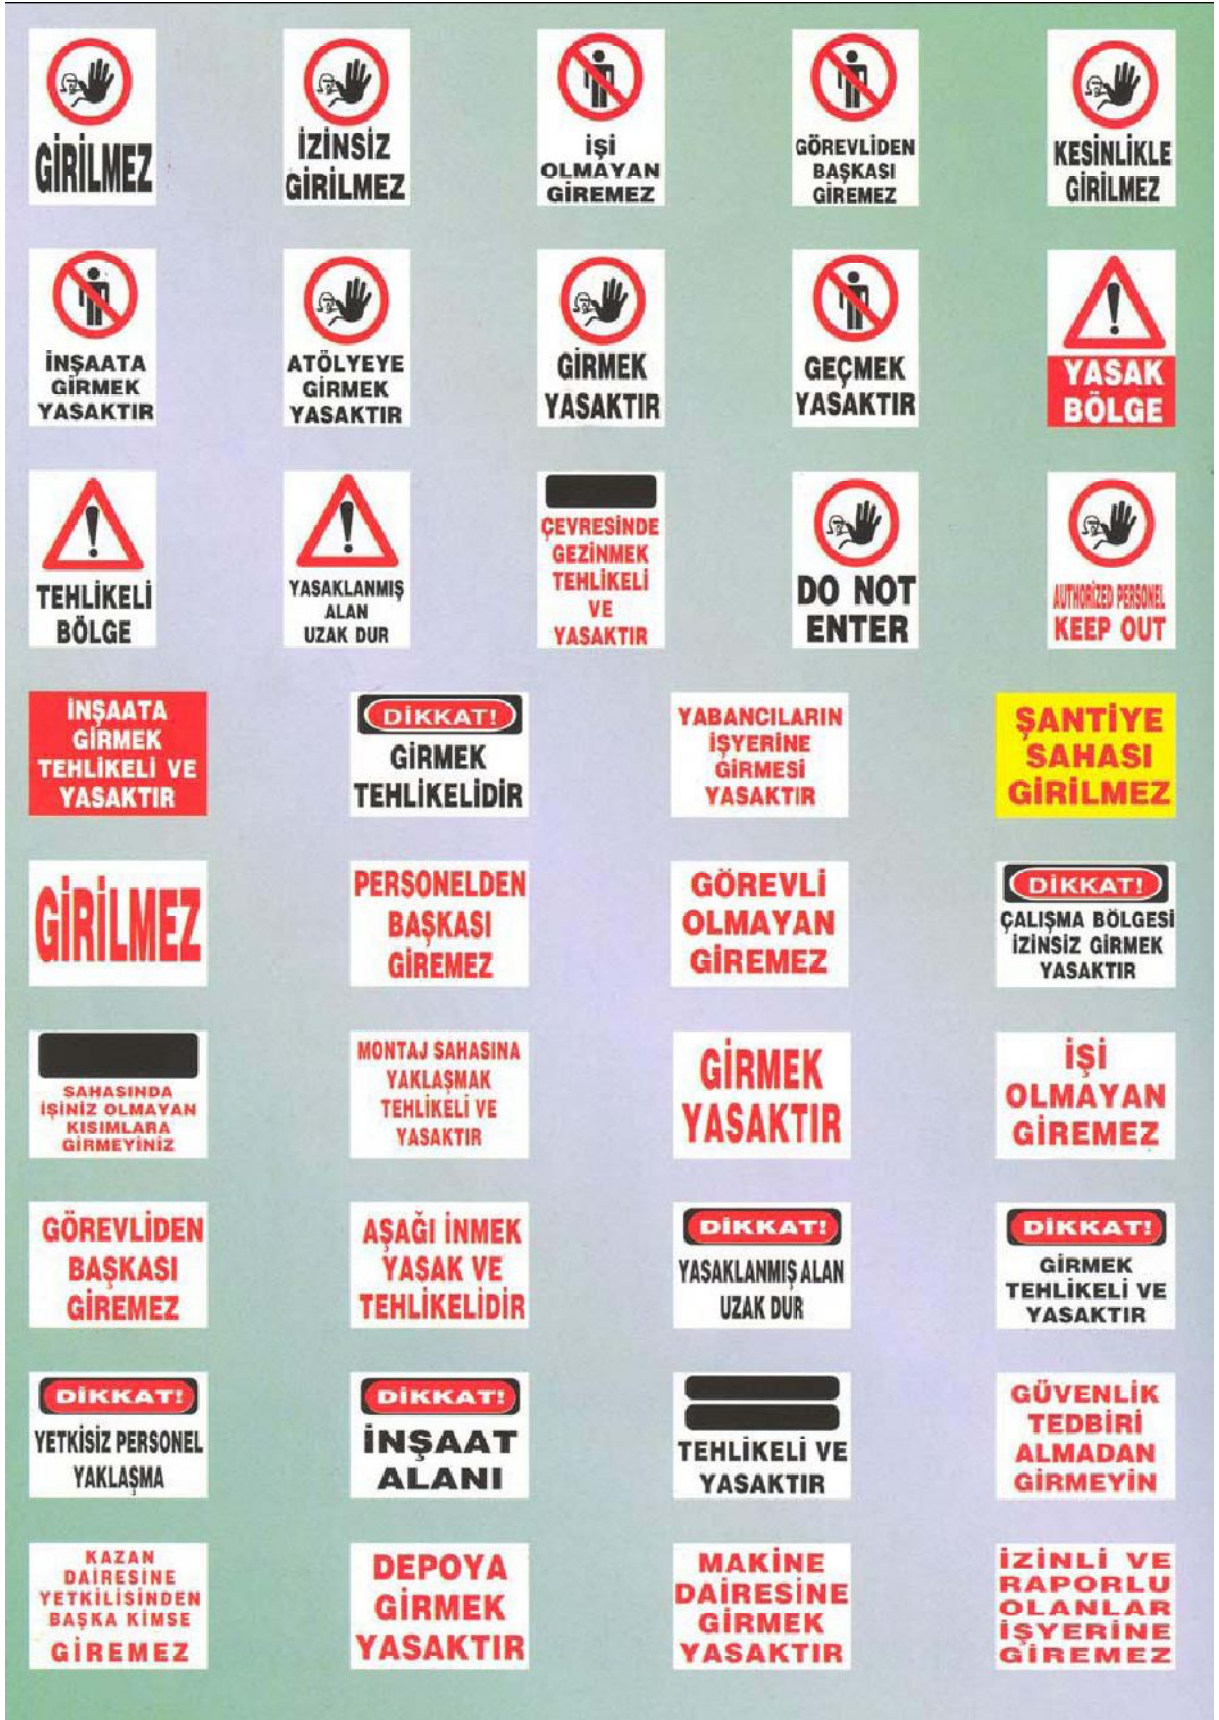 GİRİLMEZ
İZİNSİZ
GİRİLMEZ
İŞİ
OLMAYAN
GİREMEZ
GÖREVLİDEN
BAŞKASI
GİREMEZ
KESİNLİKLE
GİRİLMEZ
İNŞAATA
GİRMEK
YASAKTIR
ATÖLYEYE
GİRMEK
YASAKTIR
GİRMEK
YASAKTIR
GEÇMEK
YASAKTIR
YASAK
BÖLGE
TEHLİKELİ
BÖLGE
YASAKLANMIŞ
ALAN
UZAK DUR
ÇEVRESİNDE
GEZİNMEK
TEHLİKELİ
VE
YASAKTIR
DO NOT
ENTER
AUTHORİZED PERSONEL
KEEP OUT
İNŞAATA
GİRMEK
TEHLİKELİ VE
YASAKTIR
DİKKAT!
GİRMEK
TEHLİKELİDİR
YABANCILARIN
İŞYERİNE
GİRMESİ
YASAKTIR
ŞANTİYE
SAHASI
GİRİLMEZ
GİRİLMEZ
PERSONELDEN
BAŞKASI
GİREMEZ
GÖREVLİ
OLMAYAN
GİREMEZ
DİKKAT!
ÇALIŞMA BÖLGESİ
İZİNSİZ GİRMEK
YASAKTIR
SAHASINDA
İŞİNİZ OLMAYAN
KISIMLARA
GİRMEYİNİZ
MONTAJ SAHASINA
YAKLAŞMAK
TEHLİKELİ VE
YASAKTIR
GİRMEK
YASAKTIR
İŞİ
OLMAYAN
GİREMEZ
GÖREVLİDEN
BAŞKASI
GİREMEZ
AŞAĞI İNMEK
YASAK VE
TEHLİKELİDİR
DİKKAT!
YASAKLANMIŞ ALAN
UZAK DUR
DİKKAT!
GİRMEK
TEHLİKELİ VE
YASAKTIR
DİKKAT!
YETKİSİZ PERSONEL
YAKLAŞMA
DİKKAT!
İNŞAAT
ALANI
TEHLİKELİ VE
YASAKTIR
GÜVENLİK
TEDBİRİ
ALMADAN
GİRMEYİN
KAZAN
DAİRESİNE
YETKİLİSİNDEN
BAŞKA KİMSE
GİREMEZ
DEPOYA
GİRMEK
YASAKTIR
MAKİNE
DAİRESİNE
GİRMEK
YASAKTIR
İZİNLİ VE
RAPORLU
OLANLAR
İŞYERİNE
GİREMEZ